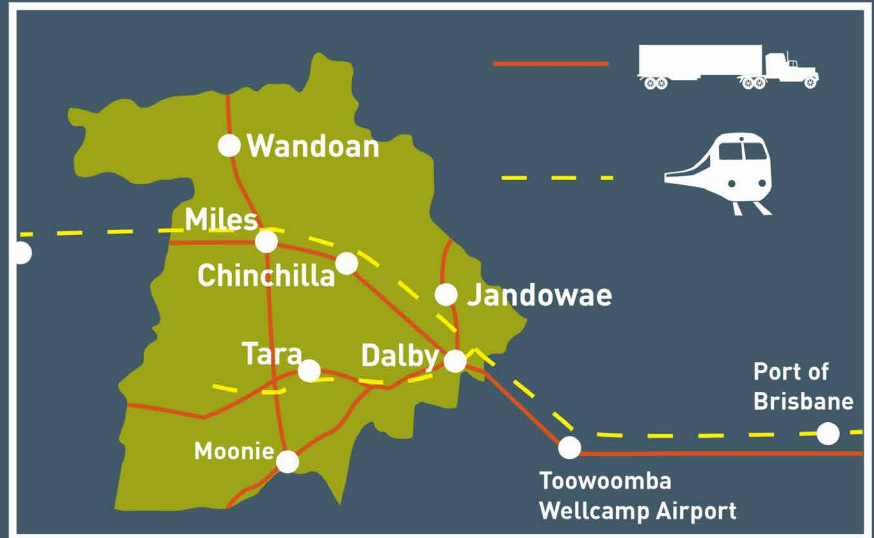 Wandoan
Miles
Chinchilla
Jandowae
Tara
Dalby
Port of
Brisbane
Moonie
Toowoomba
Wellcamp Airport